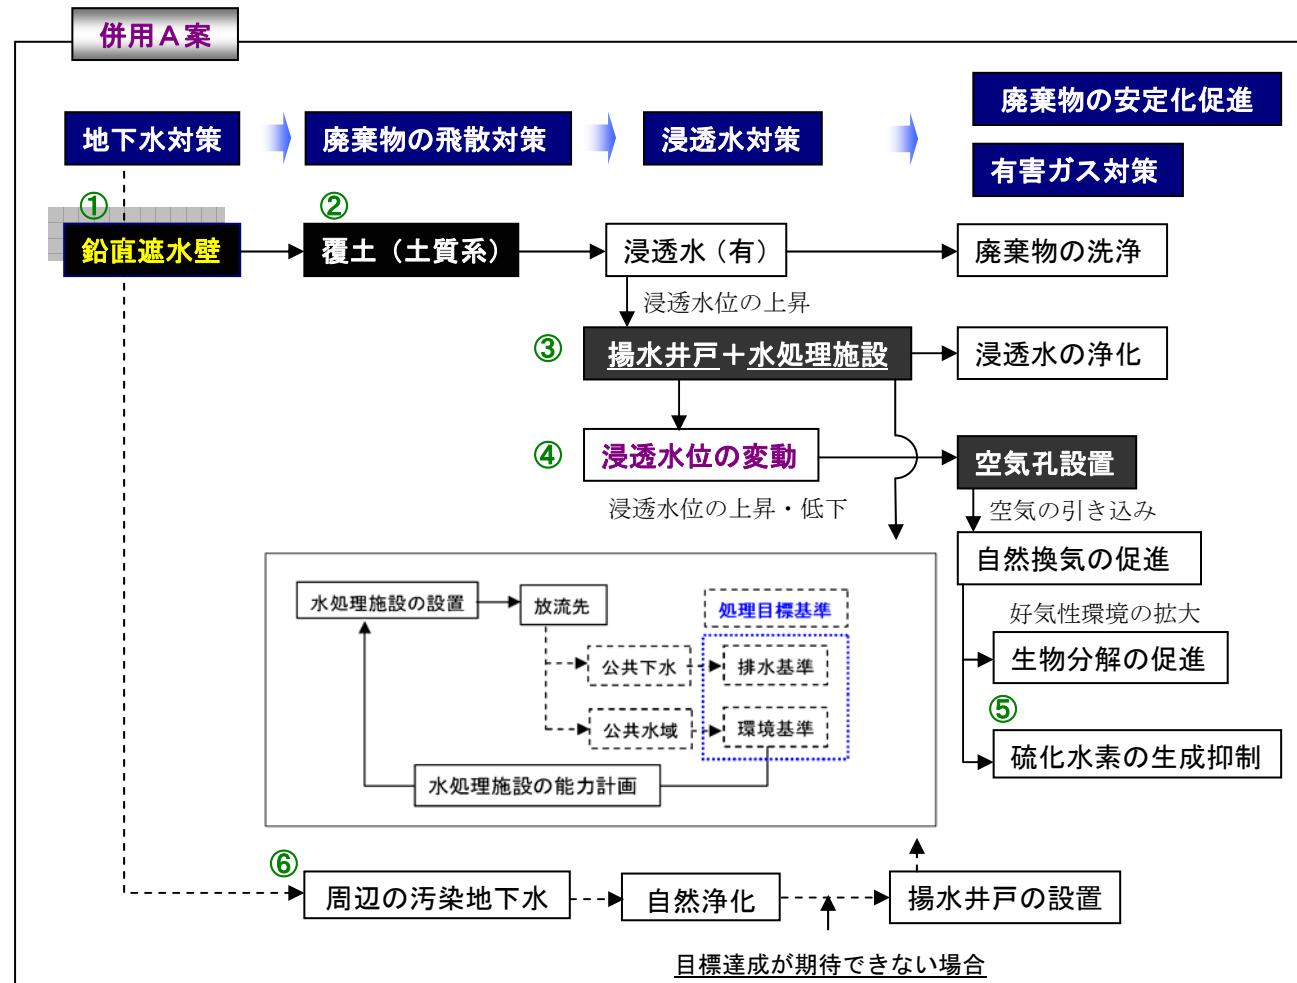 併用A案
地下水対策
廃棄物の飛散対策
浸透水対策
廃棄物の安定化促進
有害ガス対策
①
鉛直遮水壁
②
覆土（土質系）
浸透水（有）
廃棄物の洗浄
浸透水位の上昇
③
揚水井戸＋水処理施設
浸透水の浄化
④
浸透水位の変動
空気孔設置
浸透水位の上昇・低下
空気の引き込み
自然換気の促進
好気性環境の拡大
生物分解の促進
⑤
硫化水素の生成抑制
水処理施設の設置
放流先
処理目標基準
公共下水
排水基準
公共水域
環境基準
水処理施設の能力計画
⑥
周辺の汚染地下水
自然浄化
揚水井戸の設置
目標達成が期待できない場合